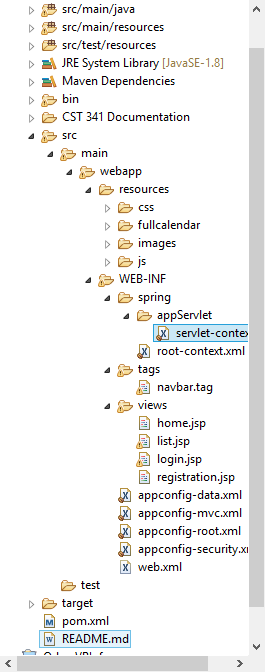 src/main/java
src/main/resources
src/test/resources
JRE System Library [JavaSE-1.8]
Maven Dependencies
bin
CST 341 Documentation
src
main
webapp
resources
css
fullcalendar
images
js
WEB-INF
spring
appServlet
servlet-contex
root-context.xml
tags
navbar.tag
views
home.jsp
list.jsp
login.jsp
registration.jsp
appconfig-data.xml
appconfig-mvc.xml
appconfig-root.xml
appconfig-security.xm
web.xml
test
target
pom.xml
README.md